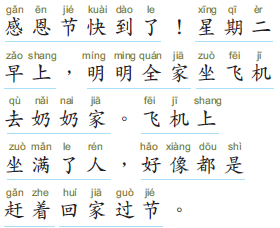 gǎn ēn jié kuài dào le xīng qī èr
感恩节快到了！星期二
zǎo shang míng ming quán jiā zuò fēi jī
早上，明明全家坐飞机
qù nǎi nai jiā fēi jī shang
去奶奶家。飞机上
zuò mǎn le rén hǎo xiàng dōu shì
坐满了人，好像都是
gǎn zhe huí jiā guò jié
赶着回家过节。